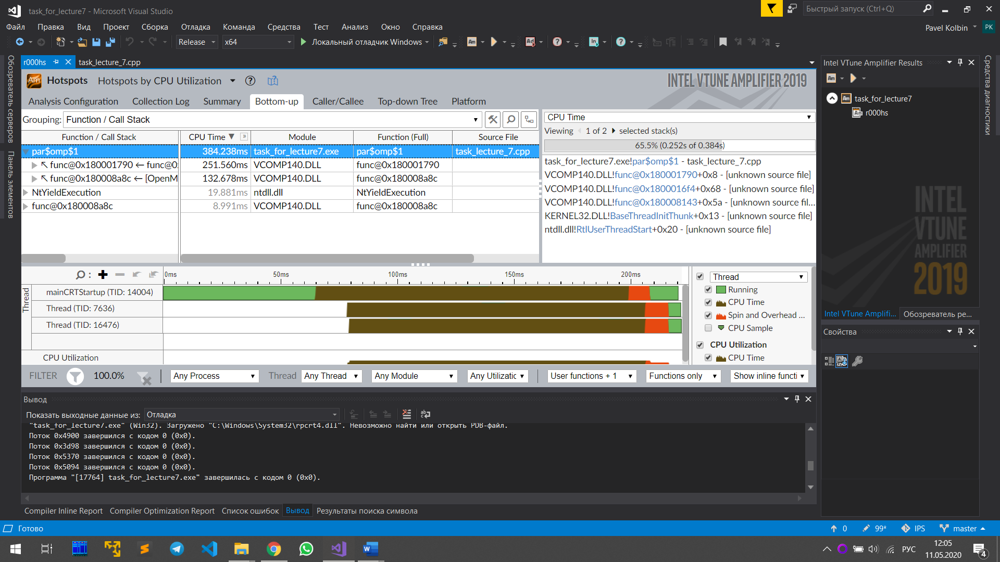 task_for_lecture7 - Microsoft Visual Studio
Быстрый запуск (Ctrl+Q)
Файл Правка Вид Проект Сборка Отладка Команда Средства Тест Анализ Окно Справка
Pavel Kolbin PK
Release x64 Локальный отладчик Windows
Обозреватель серверов
Панель элементов
r000hs task_lecture_7.cpp
Hotspots Hotspots by CPU Utilization
INTEL VTUNE AMPLIFIER 2019
Analysis Configuration Collection Log Summary Bottom-up Caller/Callee Top-down Tree Platform
Grouping: Function / Call Stack
Function / Call Stack CPU Time Module Function (Full) Source File
par$omp$1 384.238ms task_for_lecture7.exe par$omp$1 task_lecture_7.cpp
func@0x180001790 ← func@0: 251.560ms VCOMP140.DLL func@0x180001790
func@0x180008a8c ← [OpenM 132.678ms VCOMP140.DLL func@0x180008a8c
NtYieldExecution 19.881ms ntdll.dll NtYieldExecution
func@0x180008a8c 8.991ms VCOMP140.DLL func@0x180008a8c
CPU Time
Viewing 1 of 2 selected stack(s)
65.5% (0.252s of 0.384s)
task_for_lecture7.exe!par$omp$1 - task_lecture_7.cpp
VCOMP140.DLL!func@0x180001790+0x8 - [unknown source file]
VCOMP140.DLL!func@0x1800016f4+0x68 - [unknown source file]
VCOMP140.DLL!func@0x180008143+0x5a - [unknown source fil...
KERNEL32.DLL!BaseThreadInitThunk+0x13 - [unknown source file]
ntdll.dll!RtlUserThreadStart+0x20 - [unknown source file]
0ms 50ms 100ms 150ms 200ms
Thread
mainCRTStartup (TID: 14004)
Thread (TID: 7636)
Thread (TID: 16476)
CPU Utilization
Thread
Running
CPU Time
Spin and Overhead ...
CPU Sample
CPU Utilization
CPU Time
FILTER 100.0% Any Process Thread Any Thread Any Module Any Utilizatic User functions + 1 Functions only Show inline functi
Intel VTune Amplifier Results
task_for_lecture7
r000hs
INTEL
VTUNE
AMPLIFIER
2019
Intel VTune Amplifi... Обозреватель ре...
Свойства
Средства диагностики
Вывод
Показать выходные данные из: Отладка
"task_for_lecture7.exe" (Win32). Загружено "C:\Windows\System32\rpcrt4.dll". Невозможно найти или открыть PDB-файл.
Поток 0x4900 завершился с кодом 0 (0x0).
Поток 0x3d98 завершился с кодом 0 (0x0).
Поток 0x5370 завершился с кодом 0 (0x0).
Поток 0x5094 завершился с кодом 0 (0x0).
Программа "[17764] task_for_lecture7.exe" завершилась с кодом 0 (0x0).
Compiler Inline Report Compiler Optimization Report Список ошибок Вывод Результаты поиска символа
Готово 0 99* IPS master
РУС 12:05
11.05.2020
4